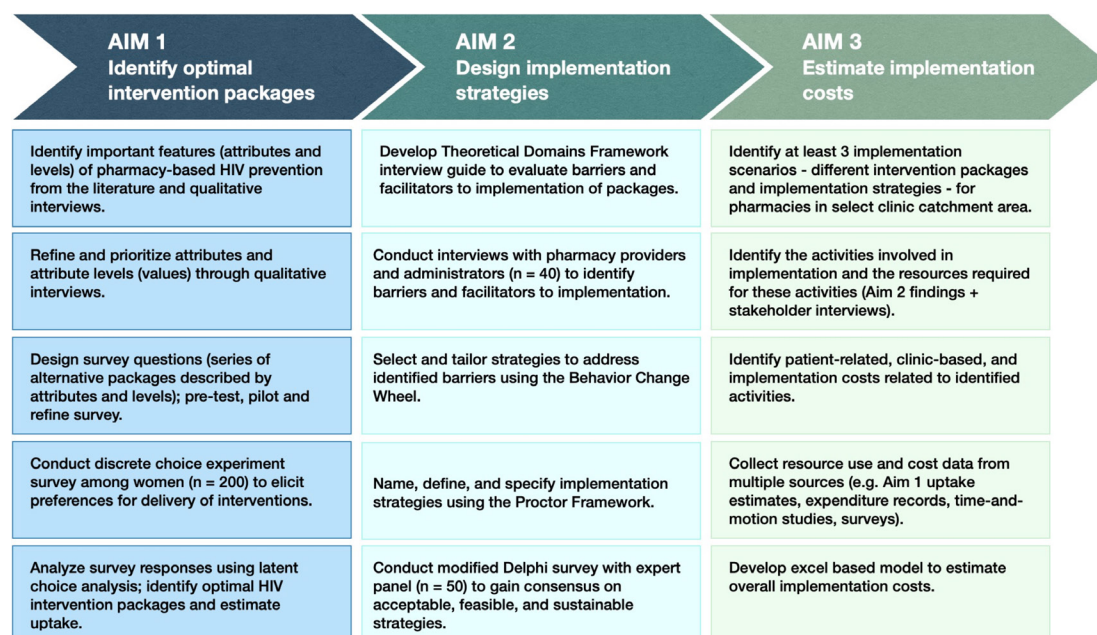 AIM 1
Identify optimal
intervention packages
AIM 2
Design implementation
strategies
AIM 3
Estimate implementation
costs
Identify important features (attributes and
levels) of pharmacy-based HIV prevention
from the literature and qualitative
interviews.
Develop Theoretical Domains Framework
interview guide to evaluate barriers and
facilitators to implementation of packages.
Identify at least 3 implementation
scenarios - different intervention packages
and implementation strategies - for
pharmacies in select clinic catchment area.
Refine and prioritize attributes and
attribute levels (values) through qualitative
interviews.
Conduct interviews with pharmacy providers
and administrators (n = 40) to identify
barriers and facilitators to implementation.
Identify the activities involved in
implementation and the resources required
for these activities (Aim 2 findings +
stakeholder interviews).
Design survey questions (series of
alternative packages described by
attributes and levels); pre-test, pilot and
refine survey.
Select and tailor strategies to address
identified barriers using the Behavior Change
Wheel.
Identify patient-related, clinic-based, and
implementation costs related to identified
activities.
Conduct discrete choice experiment
survey among women (n = 200) to elicit
preferences for delivery of interventions.
Name, define, and specify implementation
strategies using the Proctor Framework.
Collect resource use and cost data from
multiple sources (e.g. Aim 1 uptake
estimates, expenditure records, time-and-
motion studies, surveys).
Analyze survey responses using latent
choice analysis; identify optimal HIV
intervention packages and estimate
uptake.
Conduct modified Delphi survey with expert
panel (n = 50) to gain consensus on
acceptable, feasible, and sustainable
strategies.
Develop excel based model to estimate
overall implementation costs.